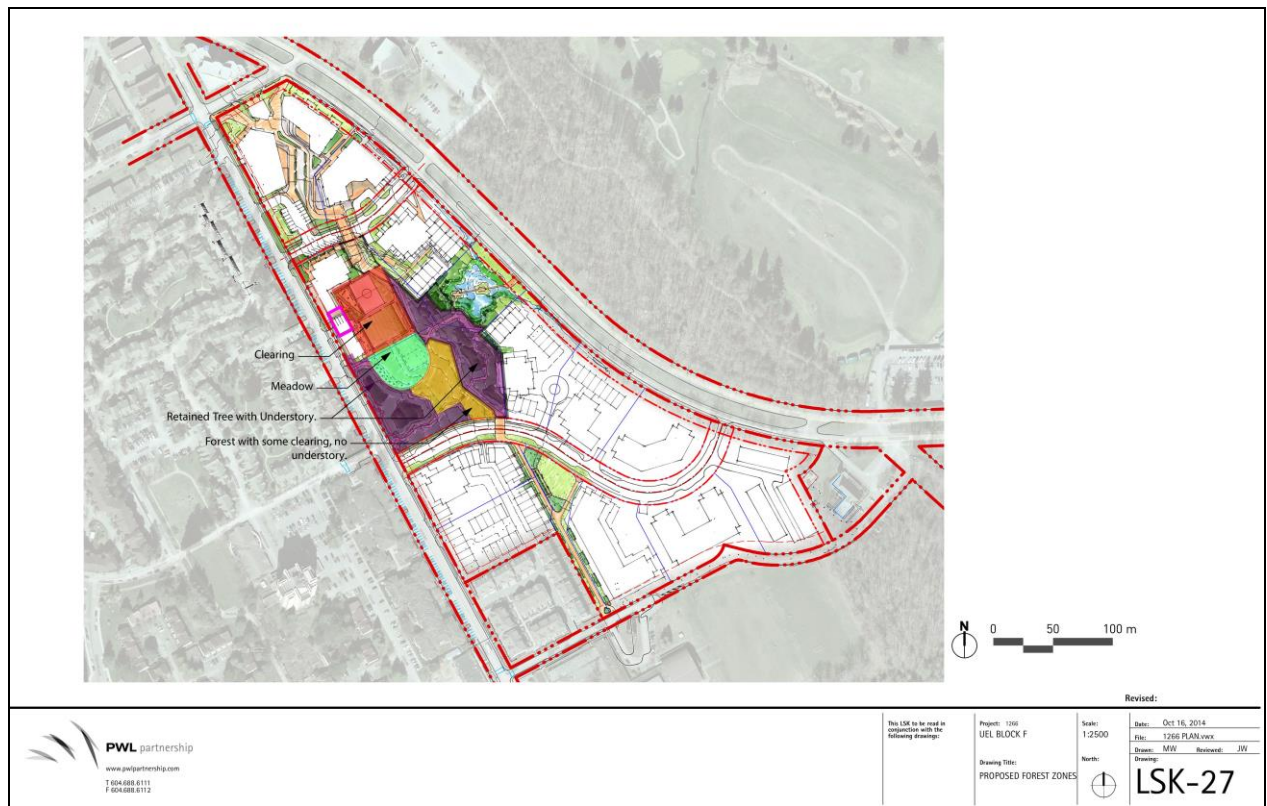 Clearing
Meadow
Retained Tree with Understory.
Forest with some clearing, no
understory.
N
0 50 100 m
Revised:
PWL partnership
www.pwlpartnership.com
T 604.688.6111
F 604.688.6112
This LSK to be read in
conjunction with the
following drawings:
Project: 1266
UEL BLOCK F
Drawing Title:
PROPOSED FOREST ZONES
Scale:
1:2500
North:
Date: Oct 16, 2014
File: 1266 PLAN.vwx
Drawn: MW Reviewed: JW
Drawing:
LSK-27